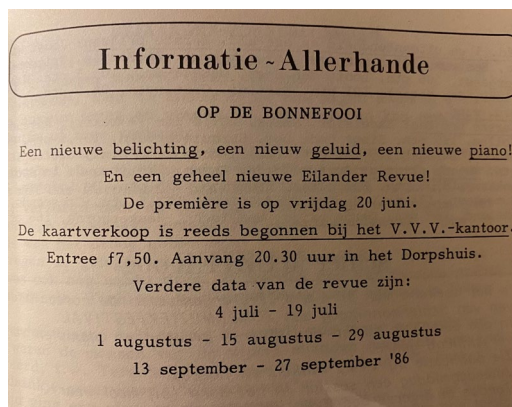 Informatie ~ Allerhande
OP DE BONNEFOOI
Een nieuwe belichting, een nieuw geluid, een nieuwe piano!
En een geheel nieuwe Eilander Revue!
De première is op vrijdag 20 juni.
De kaartverkoop is reeds begonnen bij het V.V.V.-kantoor.
Entree ƒ7,50. Aanvang 20.30 uur in het Dorpshuis.
Verdere data van de revue zijn:
4 juli - 19 juli
1 augustus - 15 augustus - 29 augustus
13 september - 27 september '86